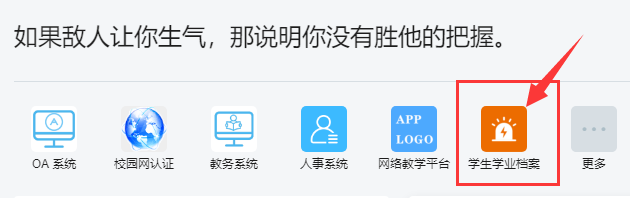 如果敌人让你生气，那说明你没有胜他的把握。
A
APP
LOGO
OA 系统 校园网认证 教务系统 人事系统 网络教学平台 学生学业档案 更多